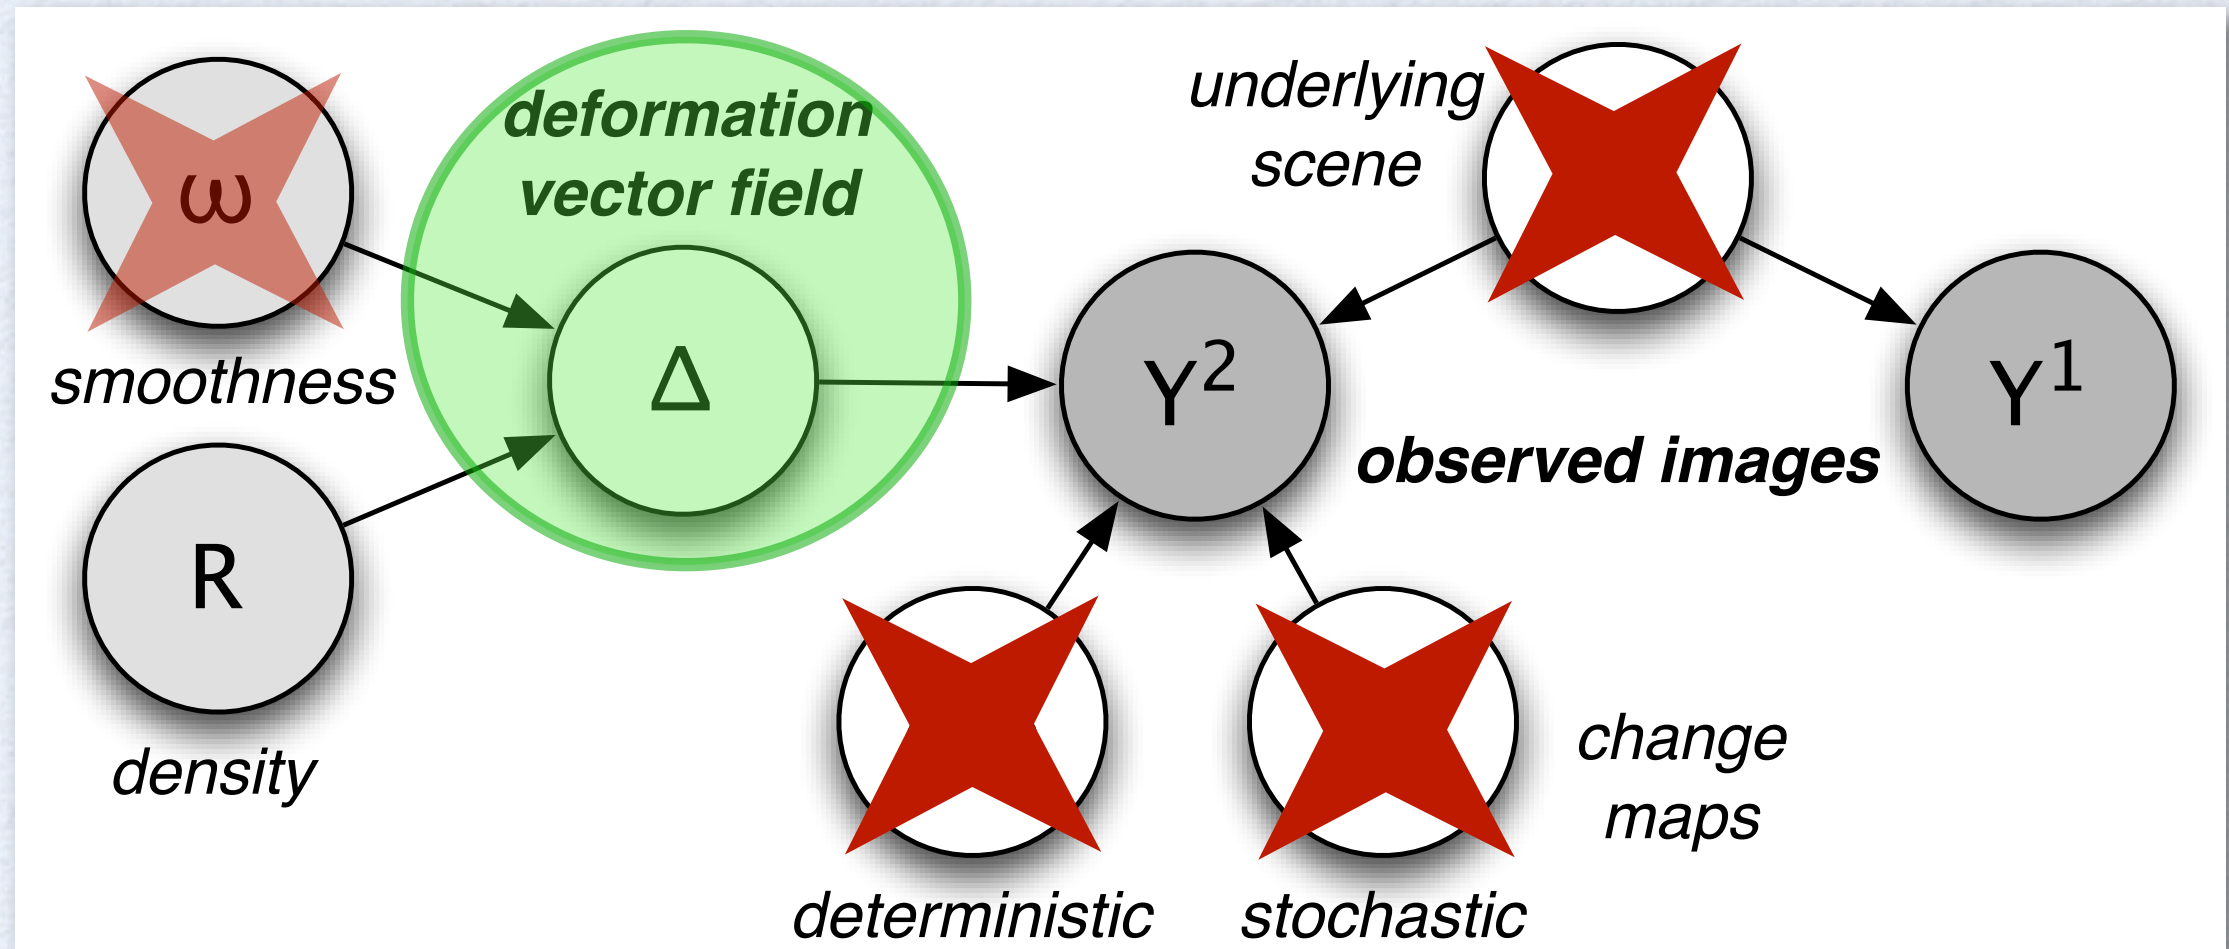 ω
smoothness
R
density
deformation
vector field
Δ
underlying
scene
Y²
observed images
Y¹
deterministic
stochastic
change
maps